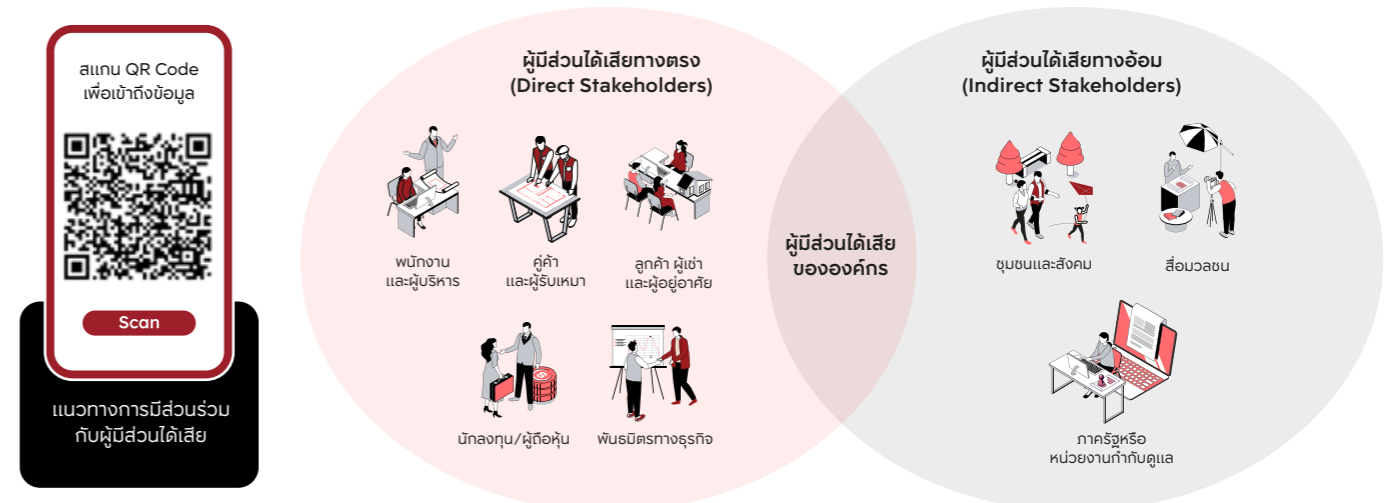 สแกน QR Code
เพื่อเข้าถึงข้อมูล
Scan
แนวทางการมีส่วนร่วม
กับผู้มีส่วนได้เสีย
ผู้มีส่วนได้เสียทางตรง
(Direct Stakeholders)
พนักงาน
และผู้บริหาร
คู่ค้า
และผู้รับเหมา
ลูกค้า ผู้เช่า
และผู้อยู่อาศัย
นักลงทุน/ผู้ถือหุ้น
พันธมิตรทางธุรกิจ
ผู้มีส่วนได้เสีย
ขององค์กร
ผู้มีส่วนได้เสียทางอ้อม
(Indirect Stakeholders)
ชุมชนและสังคม
สื่อมวลชน
ภาครัฐหรือ
หน่วยงานกำกับดูแล